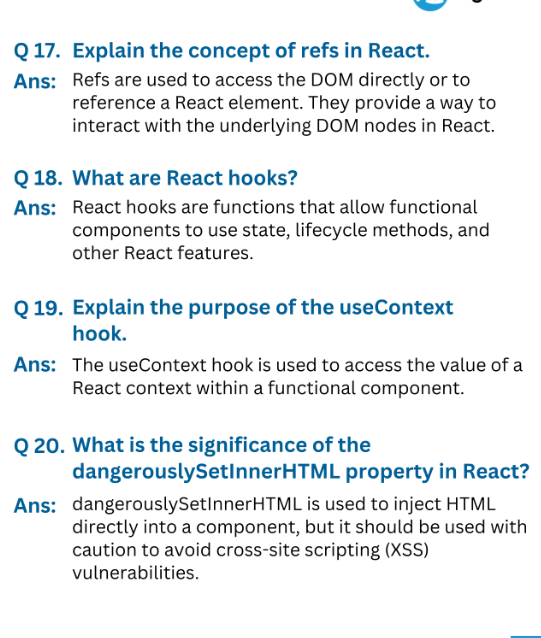 Q 17. Explain the concept of refs in React.
Ans: Refs are used to access the DOM directly or to
reference a React element. They provide a way to
interact with the underlying DOM nodes in React.
Q 18. What are React hooks?
Ans: React hooks are functions that allow functional
components to use state, lifecycle methods, and
other React features.
Q 19. Explain the purpose of the useContext
hook.
Ans: The useContext hook is used to access the value of a
React context within a functional component.
Q 20. What is the significance of the
dangerouslySetInnerHTML property in React?
Ans: dangerouslySetInnerHTML is used to inject HTML
directly into a component, but it should be used with
caution to avoid cross-site scripting (XSS)
vulnerabilities.